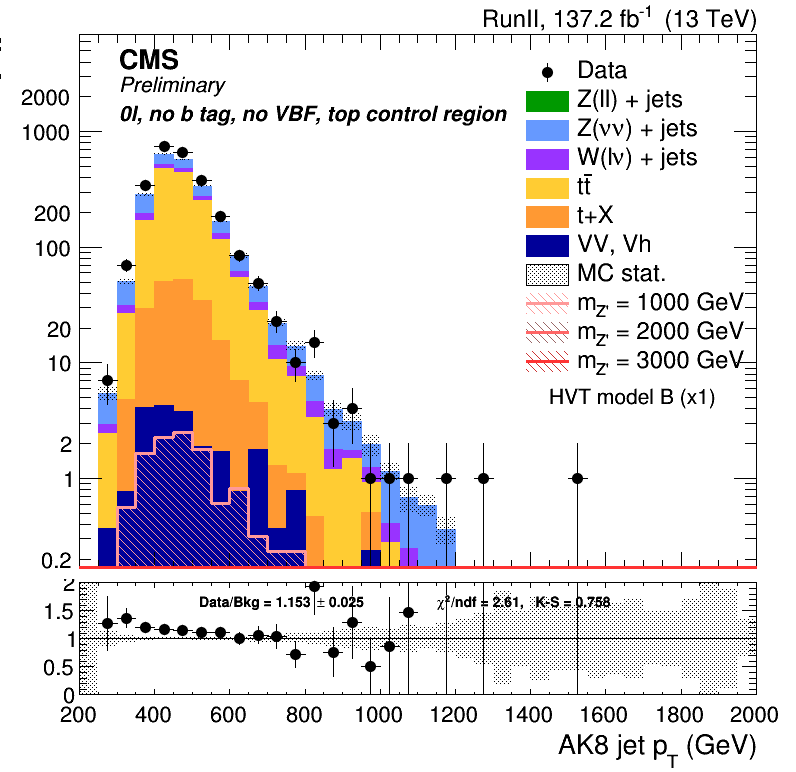 RunII, 137.2 fb⁻¹ (13 TeV)
CMS
Preliminary
0l, no b tag, no VBF, top control region
Data
Z(ll) + jets
Z(νν) + jets
W(lν) + jets
tt̄
t+X
VV, Vh
MC stat.
m_Z' = 1000 GeV
m_Z' = 2000 GeV
m_Z' = 3000 GeV
HVT model B (x1)
2000
1000
200
100
20
10
2
1
0.2
2
1.5
1
0.5
0
Data/Bkg = 1.153 ± 0.025
χ²/ndf = 2.61, K-S = 0.758
200 400 600 800 1000 1200 1400 1600 1800 2000
AK8 jet p_T (GeV)